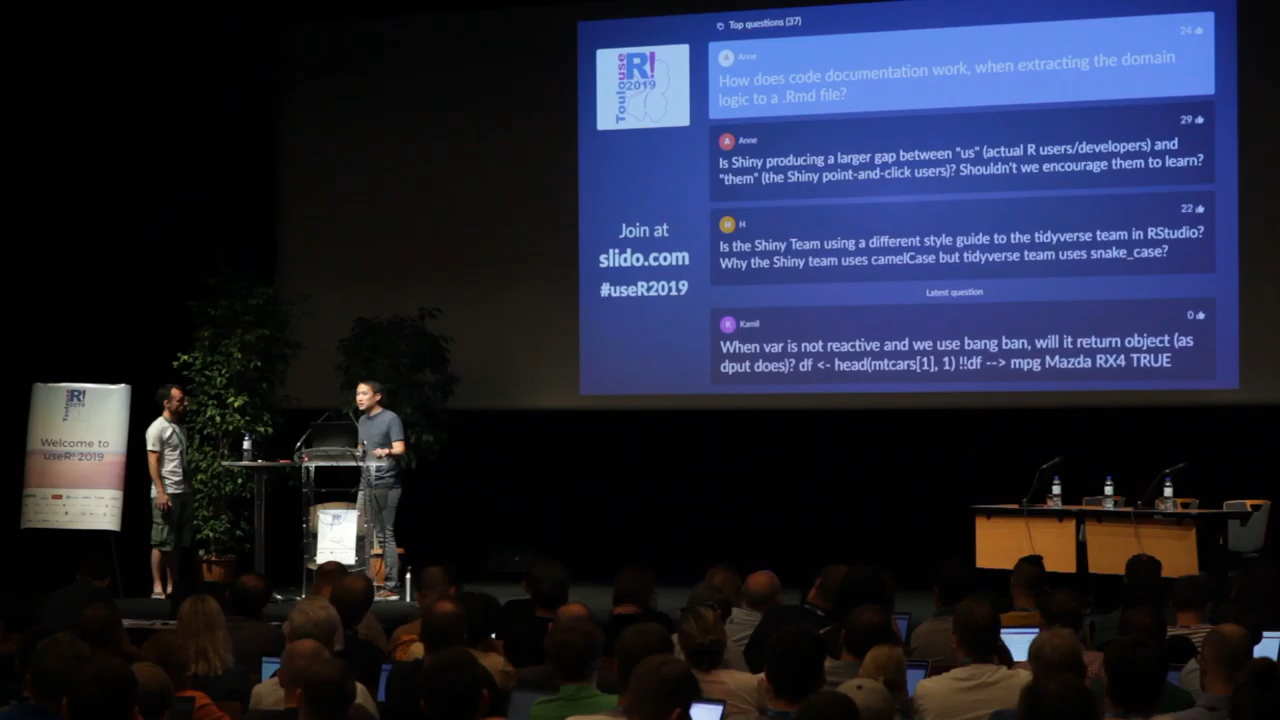 Top questions (37)
Toulouse
R!
2019
A
Anne
24
How does code documentation work, when extracting the domain
logic to a .Rmd file?
A
Anne
29
Is Shiny producing a larger gap between "us" (actual R users/developers) and
"them" (the Shiny point-and-click users)? Shouldn't we encourage them to learn?
Join at
slido.com
#useR2019
H
H
22
Is the Shiny Team using a different style guide to the tidyverse team in RStudio?
Why the Shiny team uses camelCase but tidyverse team uses snake_case?
Latest question
K
Kamil
0
When var is not reactive and we use bang ban, will it return object (as
dput does)? df <- head(mtcars[1], 1) !!df --> mpg Mazda RX4 TRUE
Toulouse
R!
2019
Welcome to
useR! 2019
R!